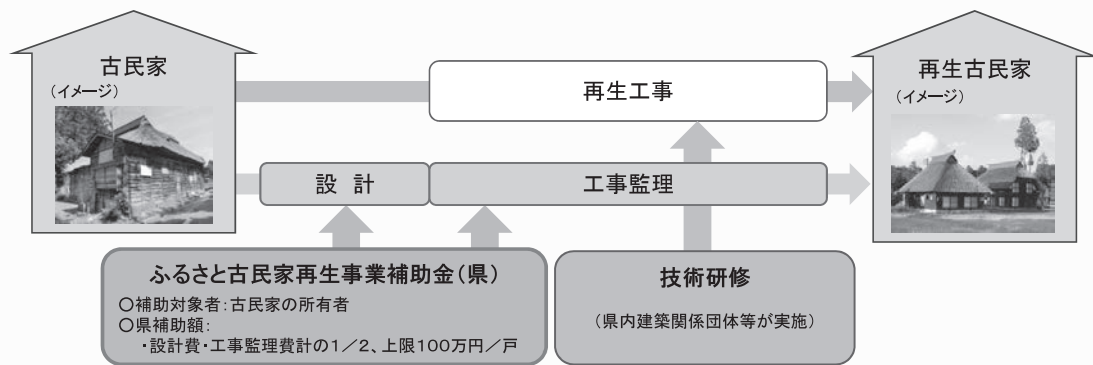 古民家
(イメージ)
再生工事
再生古民家
(イメージ)
設 計
工事監理
ふるさと古民家再生事業補助金(県)
○補助対象者:古民家の所有者
○県補助額:
・設計費・工事監理費計の1/2、上限100万円/戸
技術研修
(県内建築関係団体等が実施)